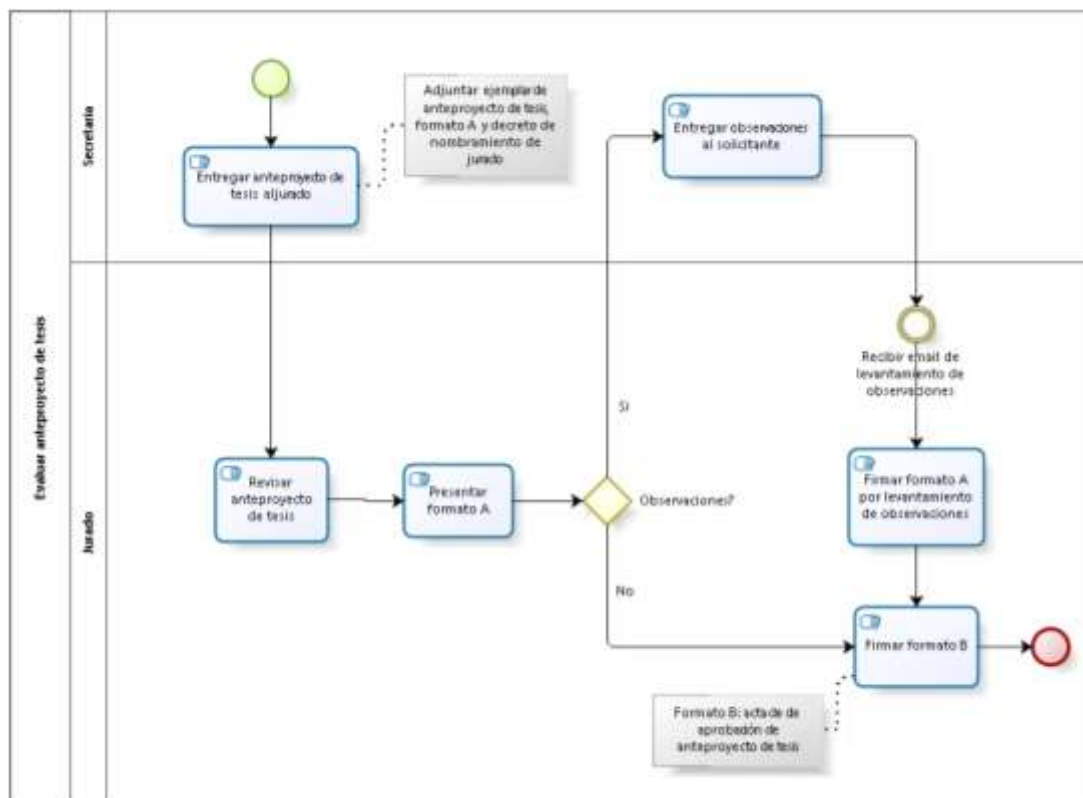 Evaluar anteproyecto de tesis
Secretaria
Adjuntar ejemplar de
anteproyecto de tesis,
formato A y decreto de
nombramiento de
jurado
Entregar anteproyecto de
tesis al jurado
Entregar observaciones
al solicitante
Jurado
Recibir email de
levantamiento de
observaciones
Si
Revisar
anteproyecto
de tesis
Presentar
formato A
Observaciones?
Firmar formato A
por levantamiento
de observaciones
No
Firmar formato B
Formato B: acta de de
aprobación de
anteproyecto de tesis